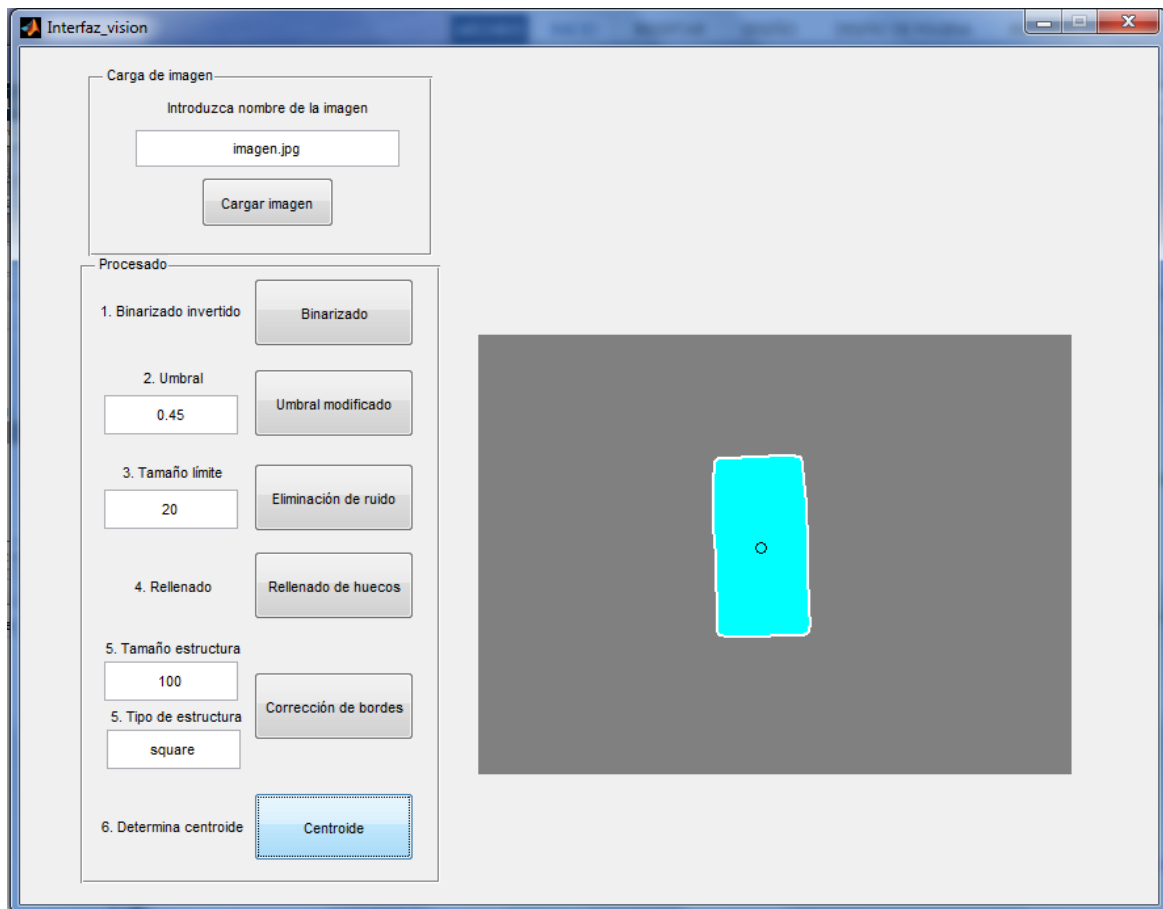 Interfaz_vision
Carga de imagen
Introduzca nombre de la imagen
imagen.jpg
Cargar imagen
Procesado
1. Binarizado invertido
Binarizado
2. Umbral
0.45
Umbral modificado
3. Tamaño límite
20
Eliminación de ruido
4. Rellenado
Rellenado de huecos
5. Tamaño estructura
100
5. Tipo de estructura
square
Corrección de bordes
6. Determina centroide
Centroide